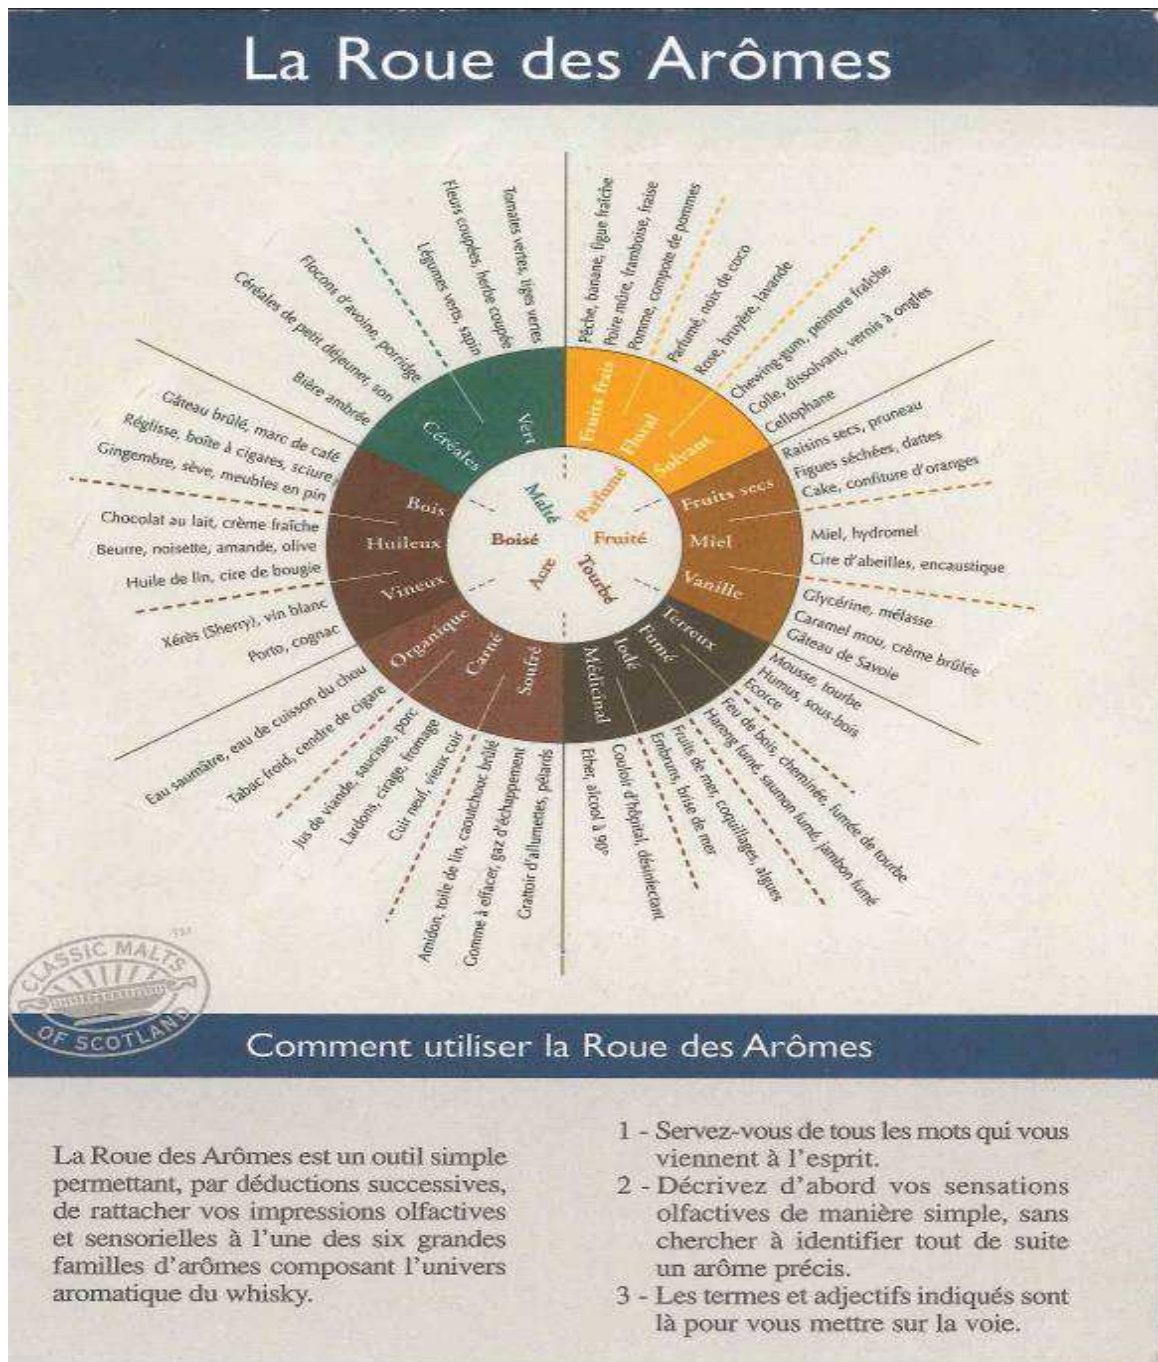 La Roue des Arômes
Tomates vertes, tiges vertes
Fleurs coupées, herbe coupée
Légumes verts, sapin
Flocons d'avoine, porridge
Céréales de petit déjeuner, son
Bière ambrée
Pêche, banane, figue fraîche
Poire mûre, framboise, fraise
Pomme, compote de pommes
Parfumé, noix de coco
Rose, bruyère, lavande
Chewing-gum, peinture fraîche
Colle, dissolvant, vernis à ongles
Cellophane
Raisins secs, pruneau
Figues séchées, dattes
Cake, confiture d'oranges
Miel, hydromel
Cire d'abeilles, encaustique
Glycérine, mélasse
Caramel mou, crème brûlée
Gâteau de Savoie
Mousse, tourbe
Humus, sous-bois
Ecorce
Feu de bois, cheminée, fumée de tourbe
Hareng fumé, saumon fumé, jambon fumé
Fruits de mer, coquillages, algues
Embruns, brise de mer
Couloir d'hôpital, désinfectant
Ether, alcool à 90°
Grattoir d'allumettes, pétards
Gomme à effacer, gaz d'échappement
Amidon, toile de lin, caoutchouc brûlé
Cuir neuf, vieux cuir
Lardons, cirage, fromage
Jus de viande, saucisse, porc
Tabac froid, cendre de cigare
Eau saumâtre, eau de cuisson du chou
Porto, cognac
Xérès (Sherry), vin blanc
Huile de lin, cire de bougie
Beurre, noisette, amande, olive
Chocolat au lait, crème fraîche
Gingembre, sève, meubles en pin
Réglisse, boîte à cigares, sciure
Gâteau brûlé, marc de café
Céréales
Vert
Fruits frais
Floral
Solvant
Fruits secs
Miel
Vanille
Terreux
Fumé
Iodé
Médicinal
Soufré
Carné
Organique
Vineux
Huileux
Bois
Malté
Parfumé
Fruité
Tourbé
Acre
Boisé
CLASSIC MALTS
OF SCOTLAND
TM
Comment utiliser la Roue des Arômes
La Roue des Arômes est un outil simple
permettant, par déductions successives,
de rattacher vos impressions olfactives
et sensorielles à l'une des six grandes
familles d'arômes composant l'univers
aromatique du whisky.
1 - Servez-vous de tous les mots qui vous
viennent à l'esprit.
2 - Décrivez d'abord vos sensations
olfactives de manière simple, sans
chercher à identifier tout de suite
un arôme précis.
3 - Les termes et adjectifs indiqués sont
là pour vous mettre sur la voie.